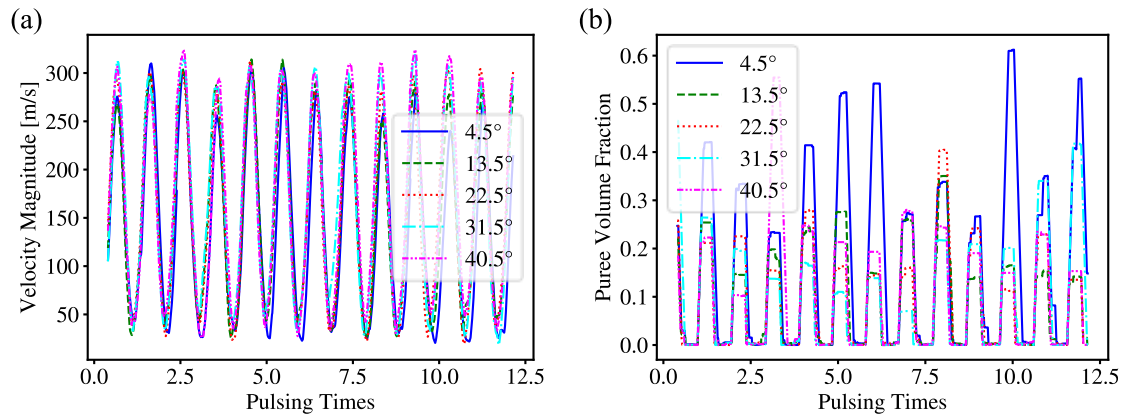 (a)
Velocity Magnitude [m/s]
300
250
200
150
100
50
0.0 2.5 5.0 7.5 10.0 12.5
Pulsing Times
4.5°
13.5°
22.5°
31.5°
40.5°
(b)
Puree Volume Fraction
0.6
0.5
0.4
0.3
0.2
0.1
0.0
0.0 2.5 5.0 7.5 10.0 12.5
Pulsing Times
4.5°
13.5°
22.5°
31.5°
40.5°